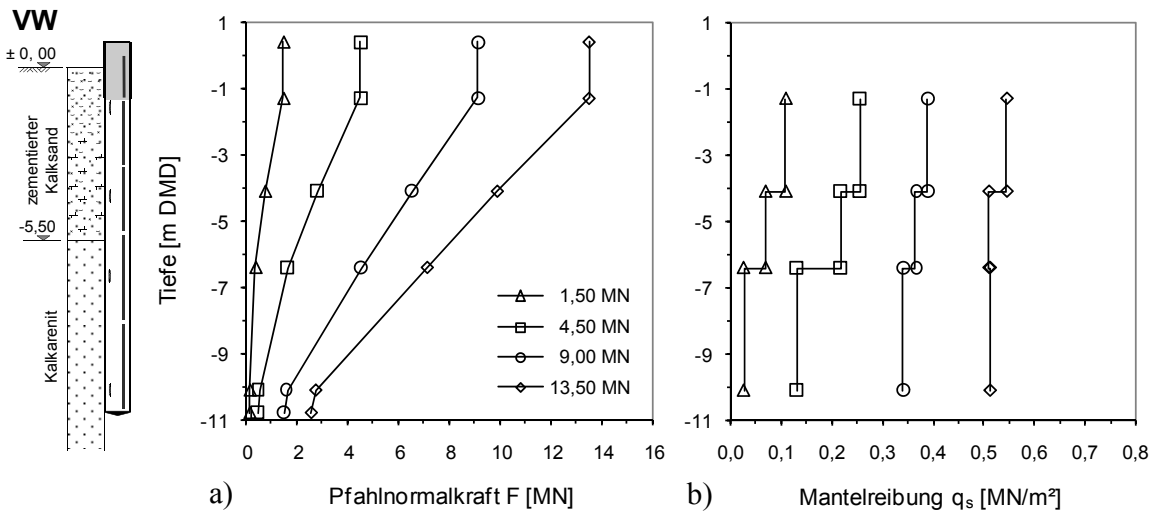 VW
± 0, 00
zementierter
Kalksand
-5,50
Kalkarenit
Tiefe [m DMD]
1
-1
-3
-5
-7
-9
-11
0 2 4 6 8 10 12 14 16
1,50 MN
4,50 MN
9,00 MN
13,50 MN
a) Pfahlnormalkraft F [MN]
1
-1
-3
-5
-7
-9
-11
0,0 0,1 0,2 0,3 0,4 0,5 0,6 0,7 0,8
b) Mantelreibung qₛ [MN/m²]